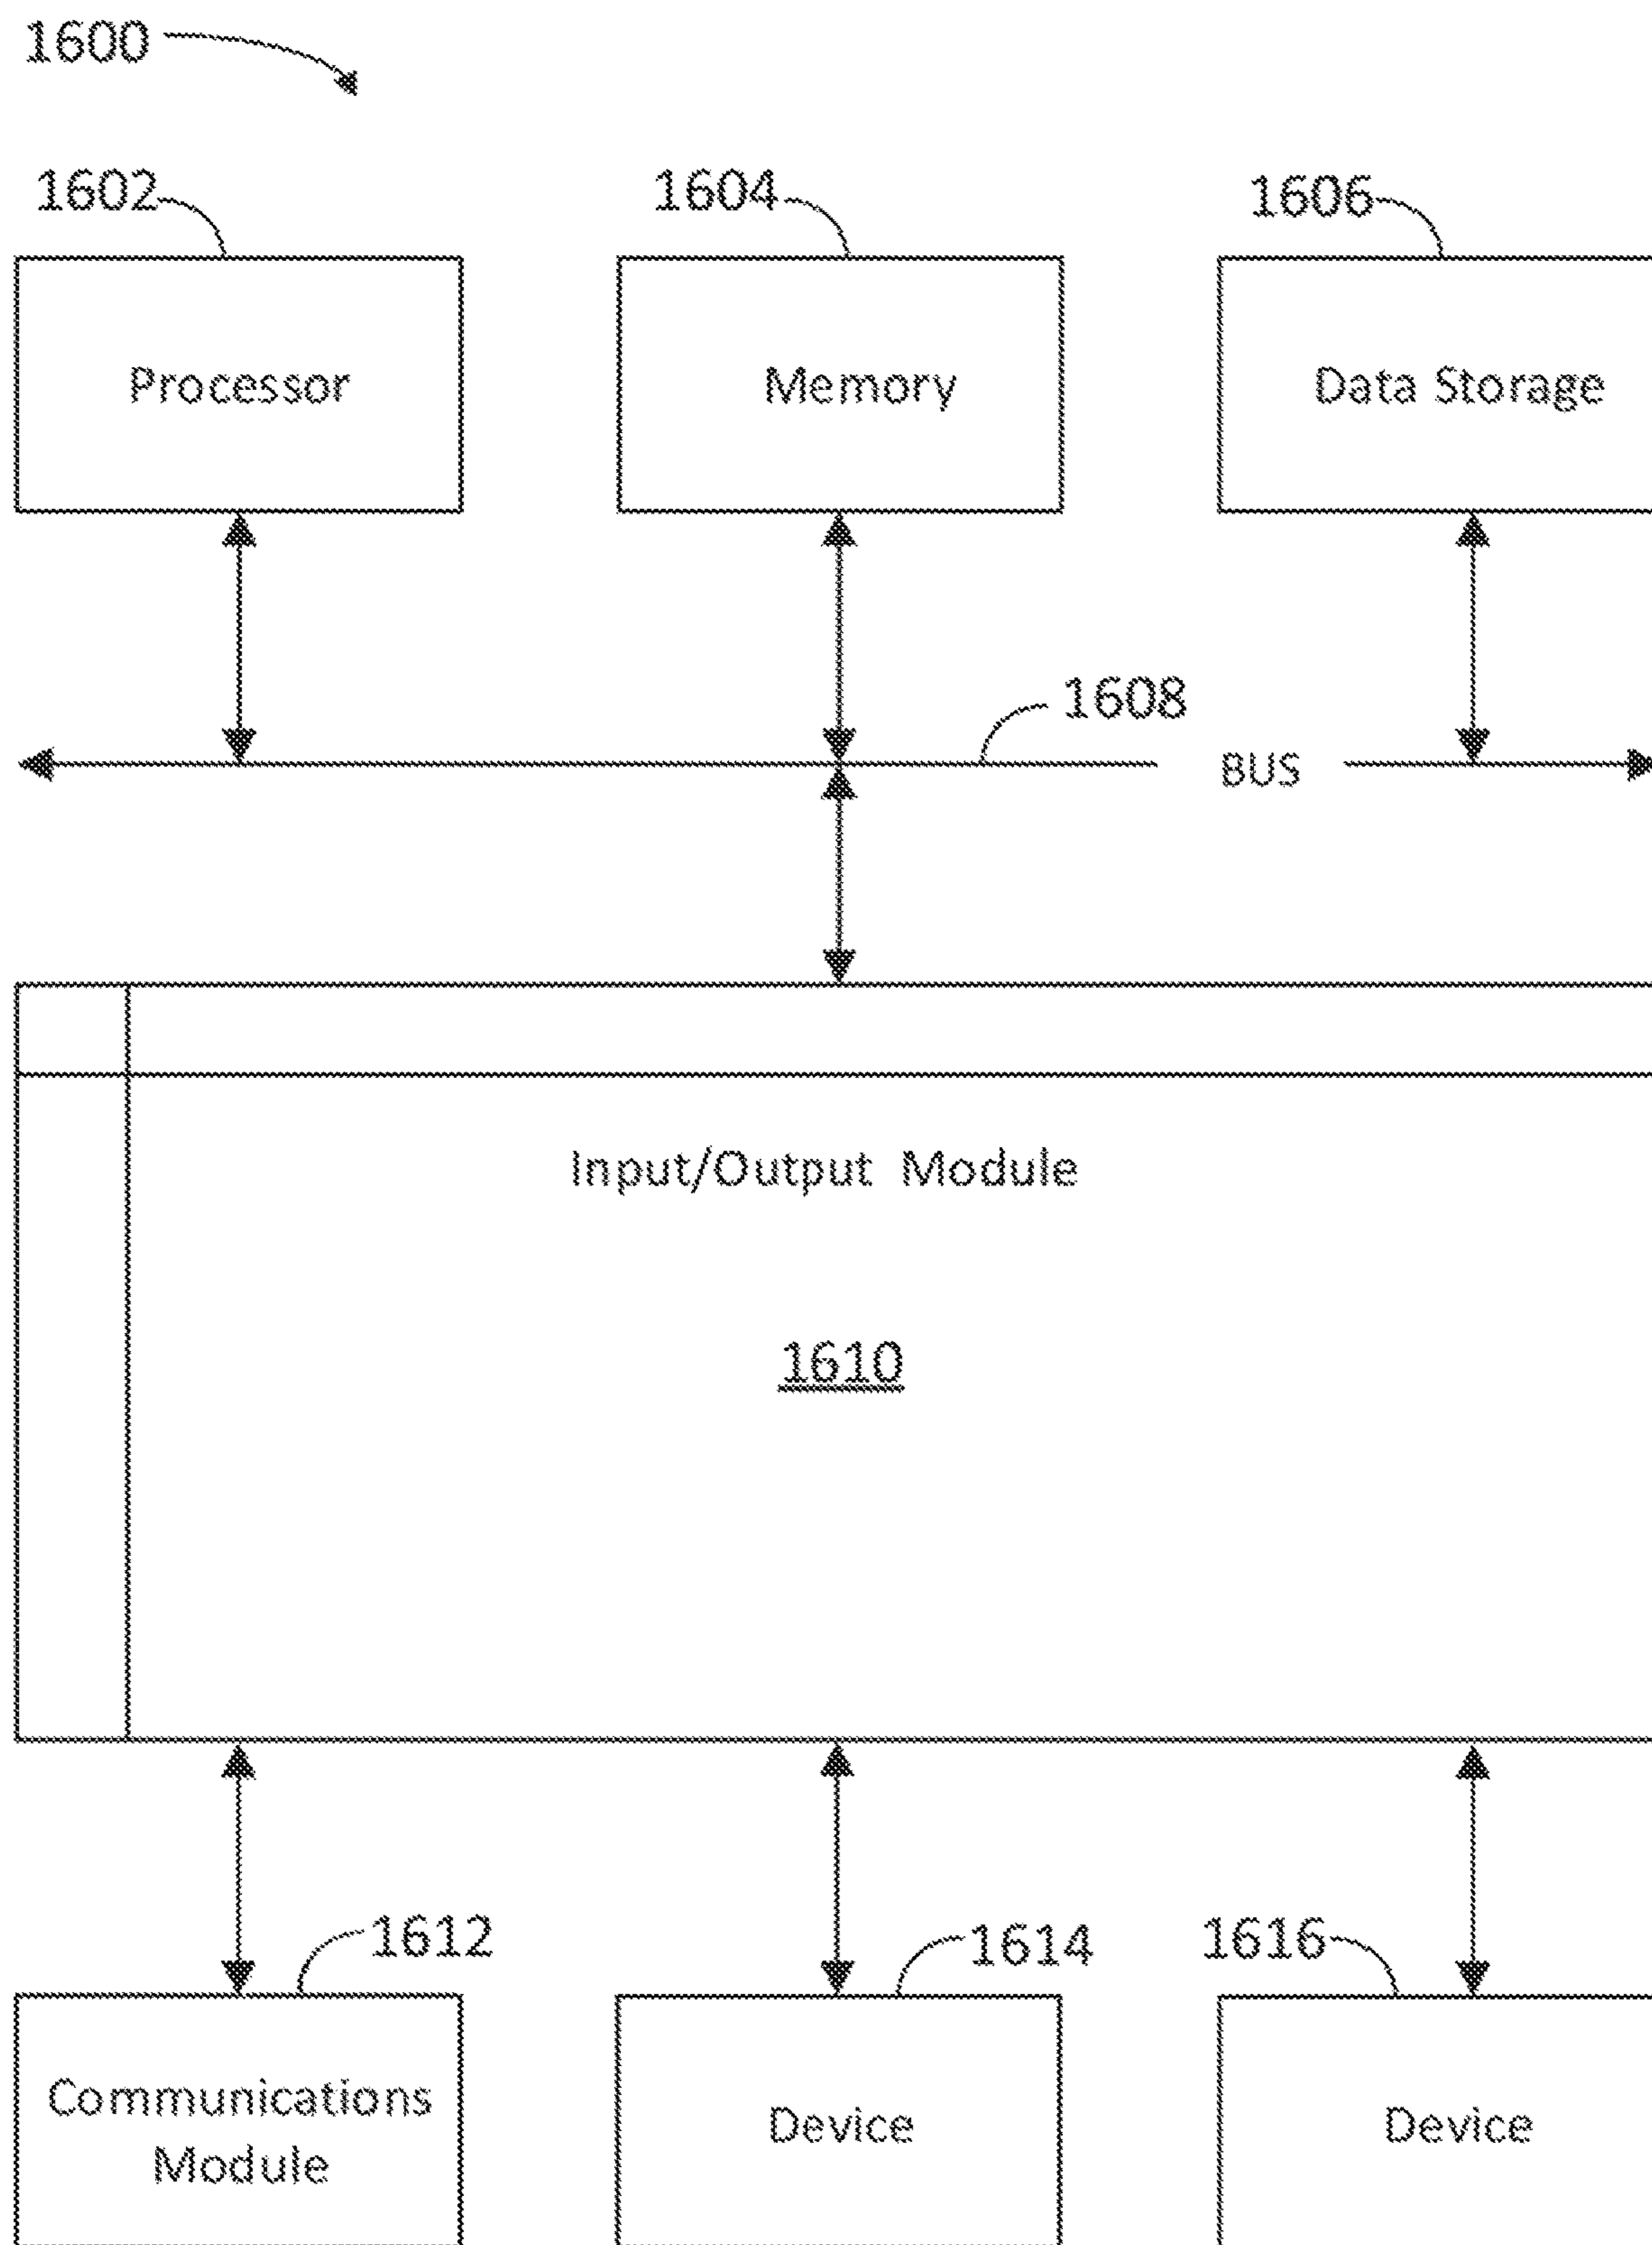 1600
1602
1604
1606
Processor
Memory
Data Storage
1608
BUS
Input/Output Module
1610
1612
1614
1616
Communications
Module
Device
Device